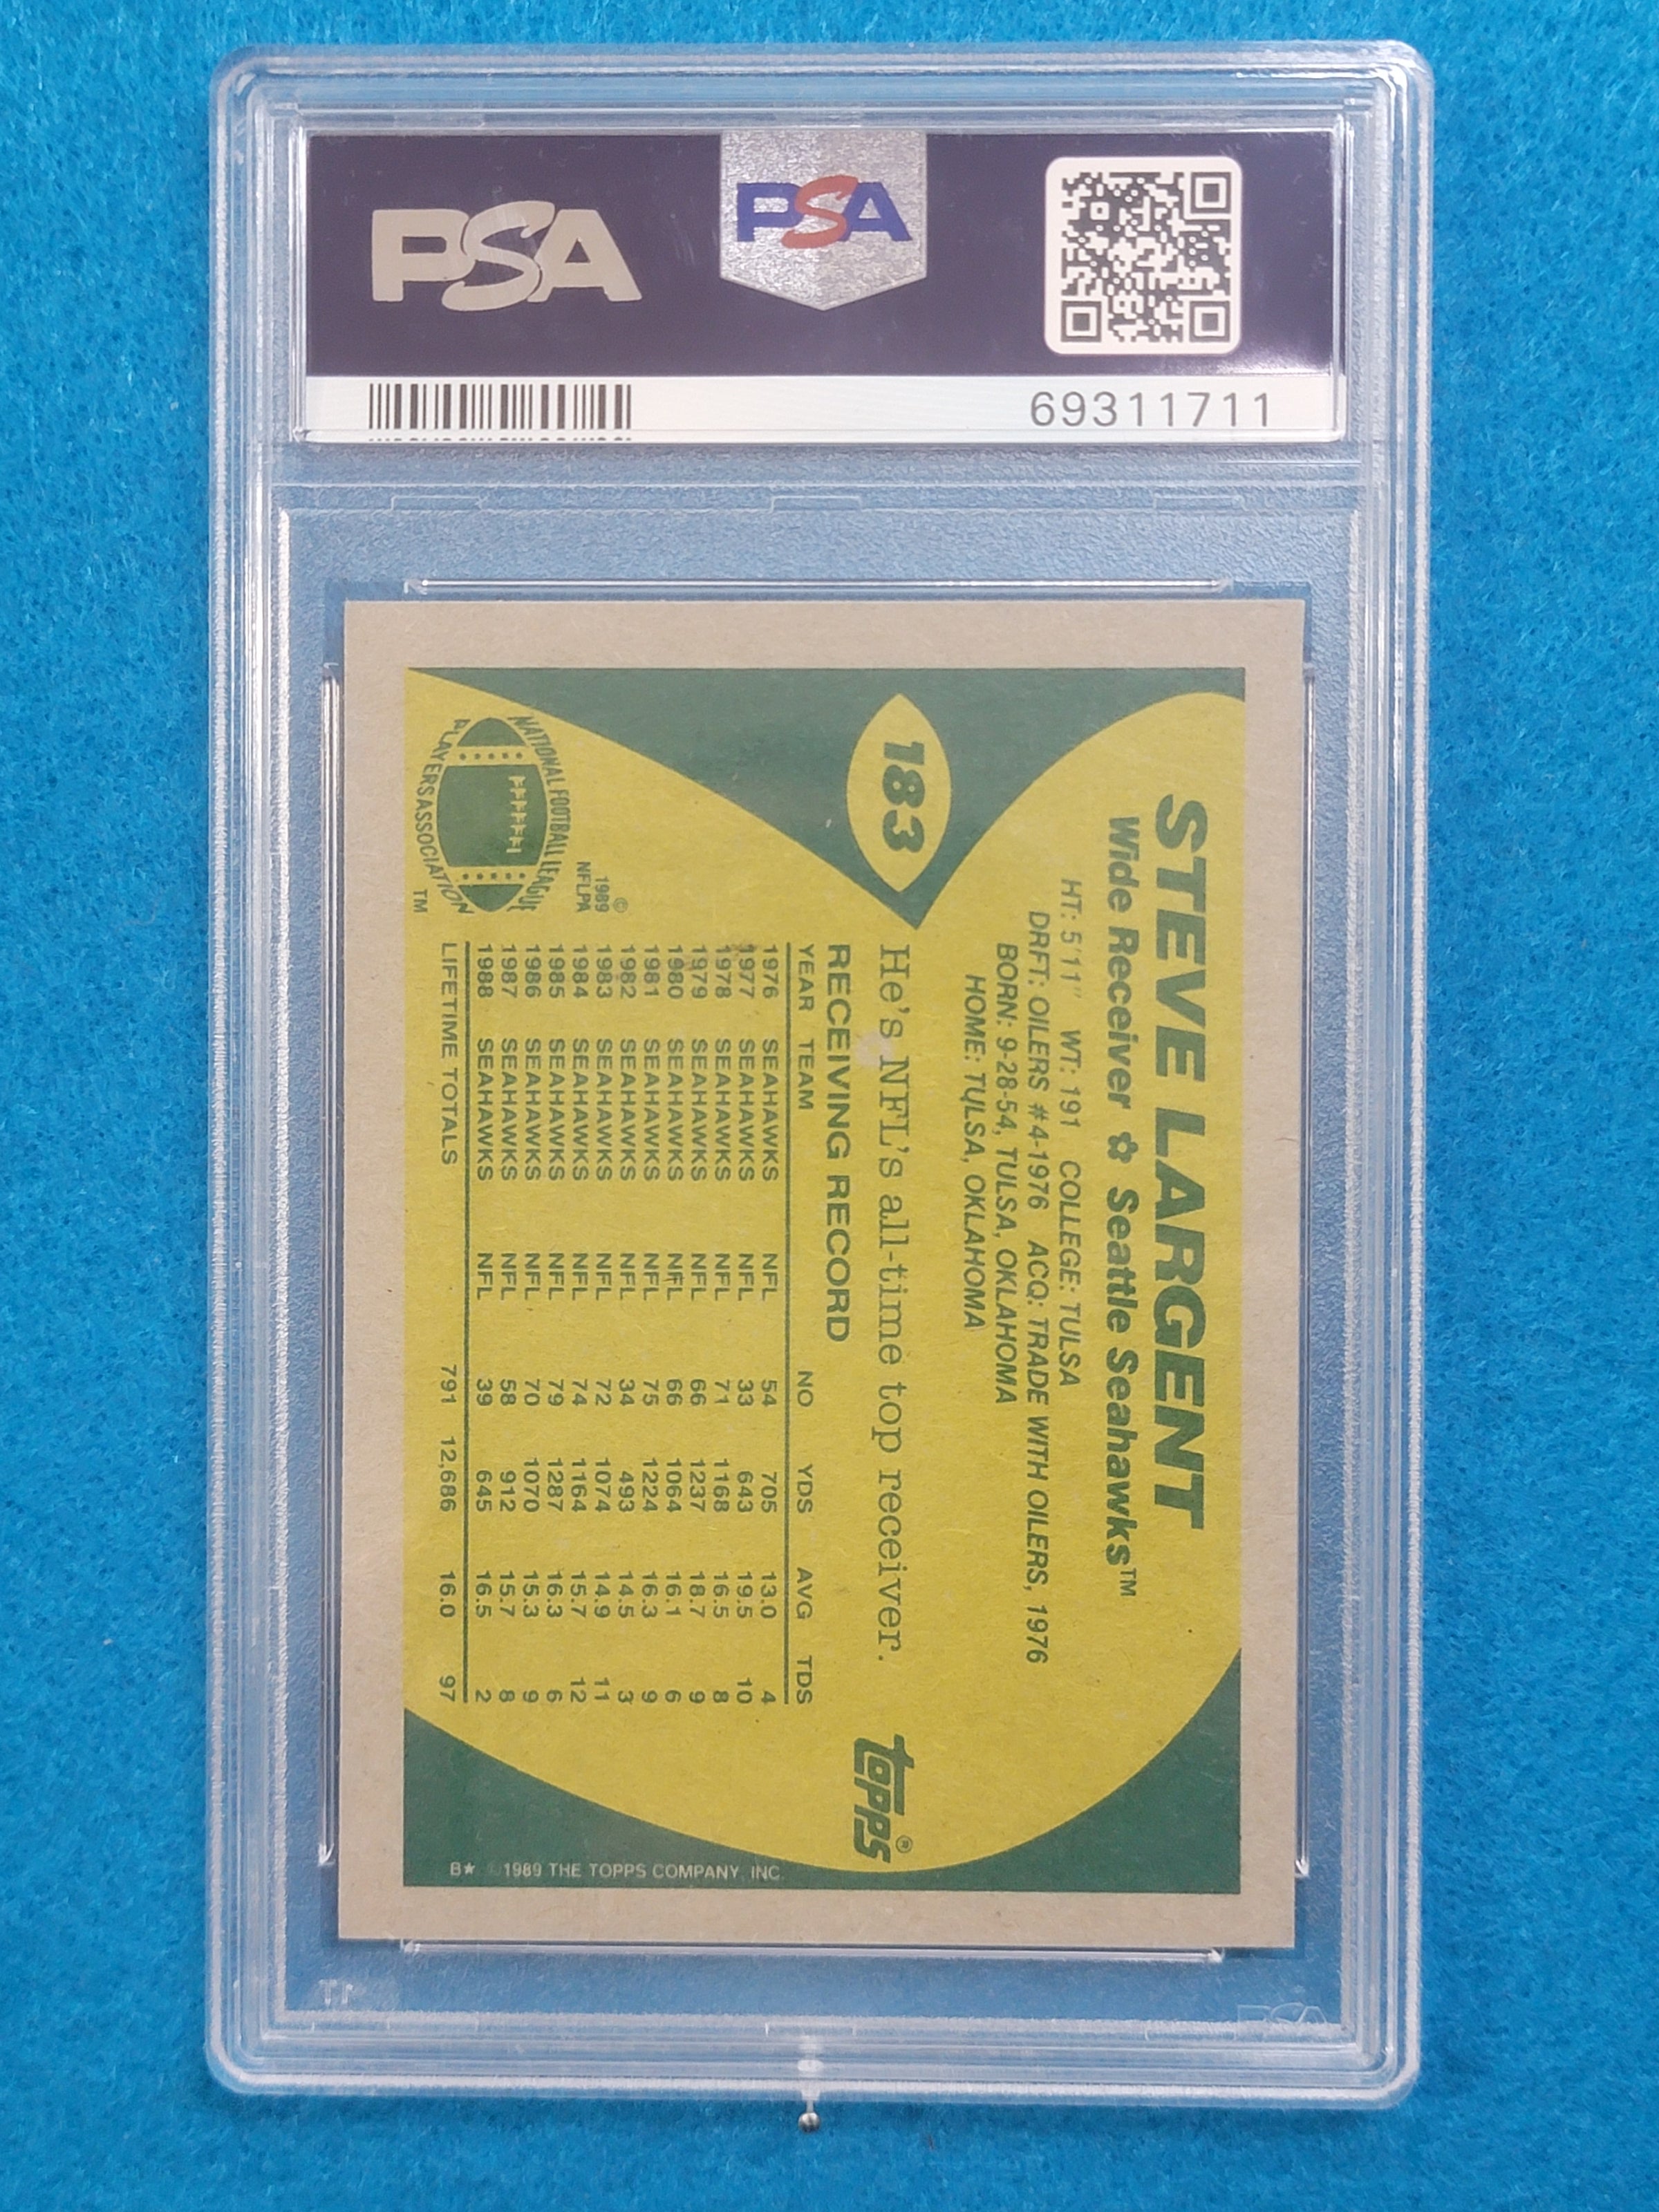 PSA
PSA
69311711
183
STEVE LARGENT
Wide Receiver ✿ Seattle Seahawks™
HT: 5'11" WT: 191 COLLEGE: TULSA
DRFT: OILERS #4-1976 ACQ: TRADE WITH OILERS, 1976
BORN: 9-28-54, TULSA, OKLAHOMA
HOME: TULSA, OKLAHOMA
He's NFL's all-time top receiver.
topps®
RECEIVING RECORD
YEAR TEAM NO YDS AVG TDS
1976 SEAHAWKS NFL 54 705 13.0 4
1977 SEAHAWKS NFL 33 643 19.5 10
1978 SEAHAWKS NFL 71 1168 16.5 8
1979 SEAHAWKS NFL 66 1237 18.7 9
1980 SEAHAWKS NFL 66 1064 16.1 6
1981 SEAHAWKS NFL 75 1224 16.3 9
1982 SEAHAWKS NFL 34 493 14.5 3
1983 SEAHAWKS NFL 72 1074 14.9 11
1984 SEAHAWKS NFL 74 1164 15.7 12
1985 SEAHAWKS NFL 79 1287 16.3 6
1986 SEAHAWKS NFL 70 1070 15.3 9
1987 SEAHAWKS NFL 58 912 15.7 8
1988 SEAHAWKS NFL 39 645 16.5 2
LIFETIME TOTALS 791 12,686 16.0 97
©
1989
NFLPA
NATIONAL FOOTBALL LEAGUE
PLAYERS ASSOCIATION
™
B★ ©1989 THE TOPPS COMPANY, INC.
PSA